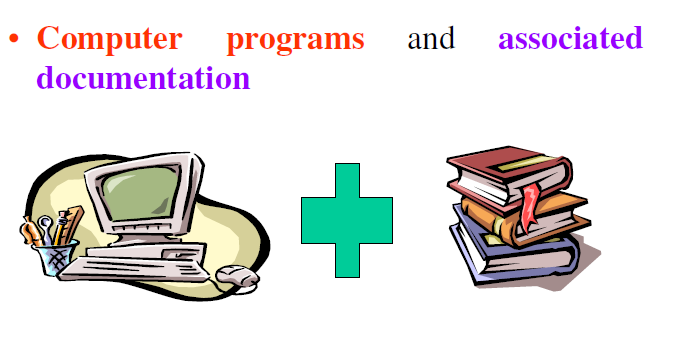 • Computer programs and associated
documentation